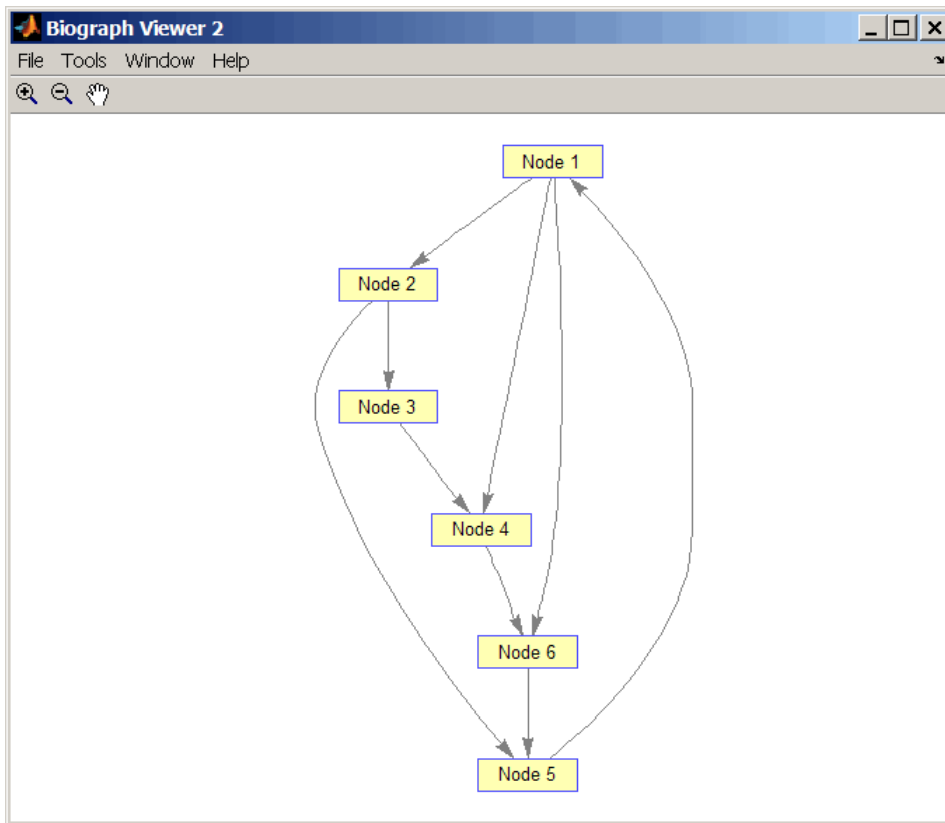 Biograph Viewer 2
File Tools Window Help
Node 1
Node 2
Node 3
Node 4
Node 6
Node 5